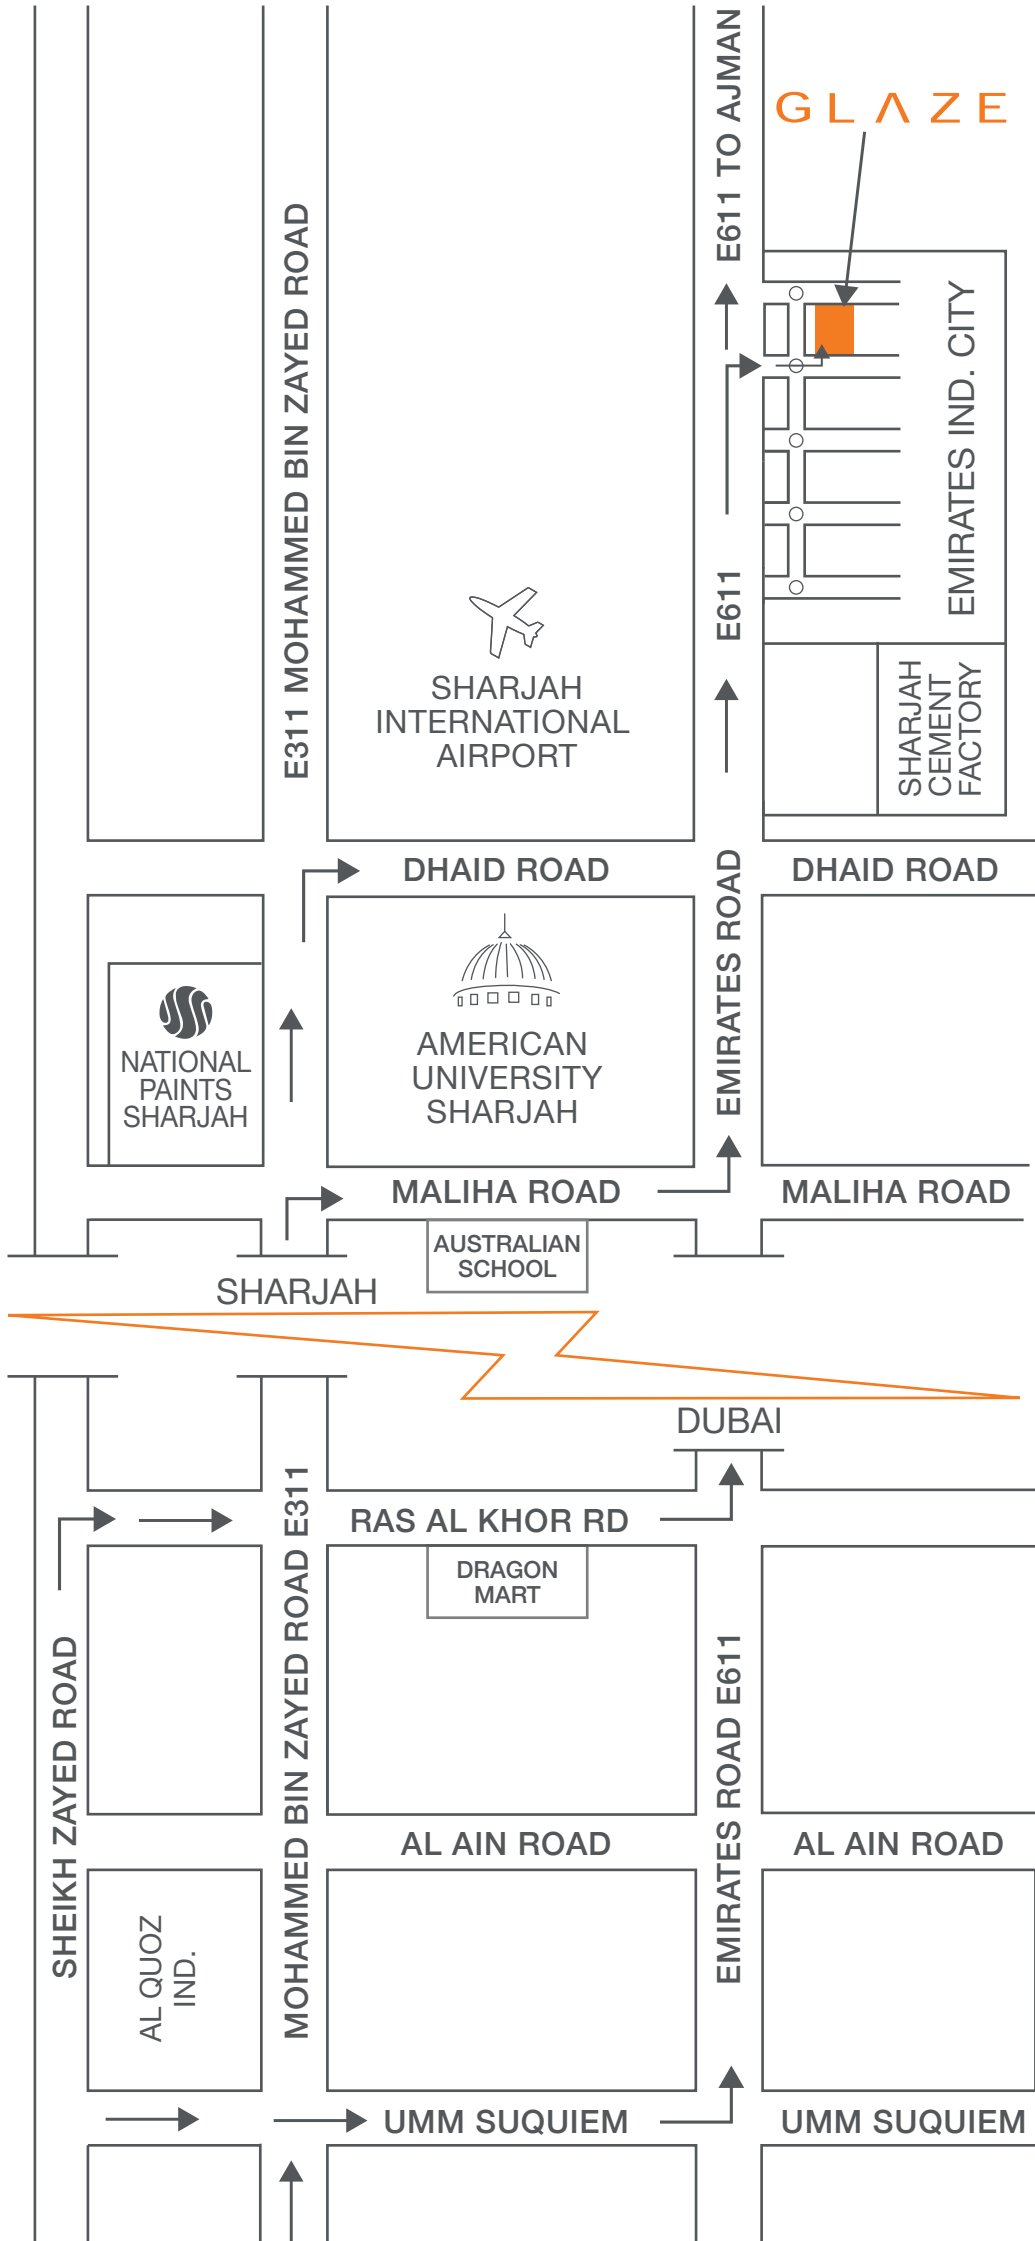 E611 TO AJMAN
GLAZE
E311 MOHAMMED BIN ZAYED ROAD
EMIRATES IND. CITY
E611
SHARJAH
INTERNATIONAL
AIRPORT
SHARJAH
CEMENT
FACTORY
DHAID ROAD
DHAID ROAD
EMIRATES ROAD
NATIONAL
PAINTS
SHARJAH
AMERICAN
UNIVERSITY
SHARJAH
MALIHA ROAD
MALIHA ROAD
AUSTRALIAN
SCHOOL
SHARJAH
DUBAI
MOHAMMED BIN ZAYED ROAD E311
RAS AL KHOR RD
DRAGON
MART
SHEIKH ZAYED ROAD
EMIRATES ROAD E611
AL AIN ROAD
AL AIN ROAD
AL QUOZ
IND.
UMM SUQUIEM
UMM SUQUIEM